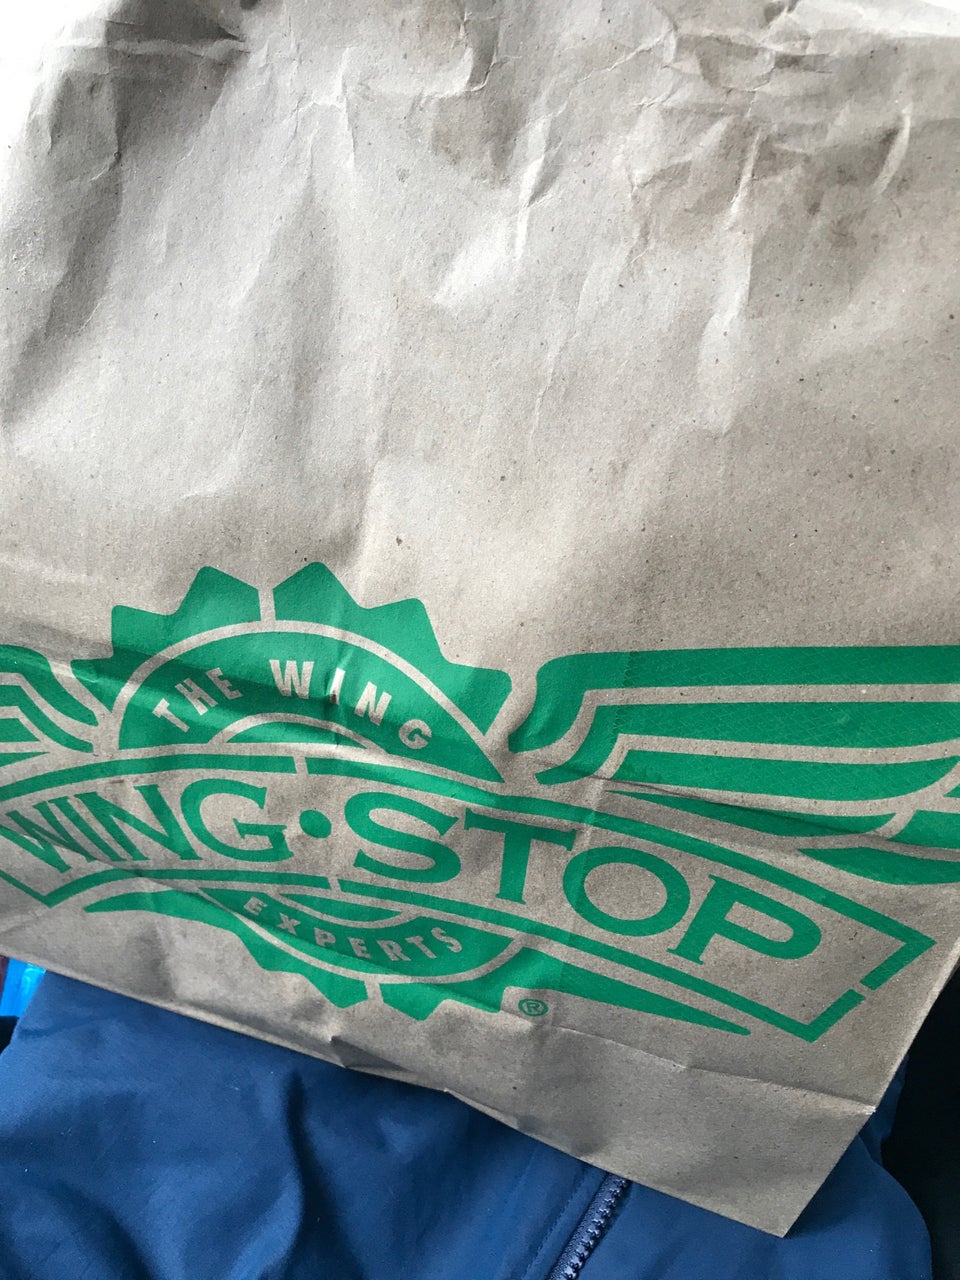 THE WING
WING·STOP
EXPERTS
®